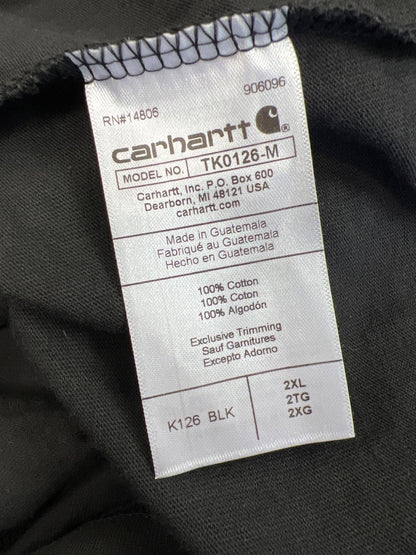 RN#14806 906096
carhartt
MODEL NO. TK0126-M
Carhartt, Inc. P.O. Box 600
Dearborn, MI 48121 USA
carhartt.com
Made in Guatemala
Fabriqué au Guatemala
Hecho en Guatemala
100% Cotton
100% Coton
100% Algodón
Exclusive Trimming
Sauf Garnitures
Excepto Adorno
K126 BLK
2XL
2TG
2XG